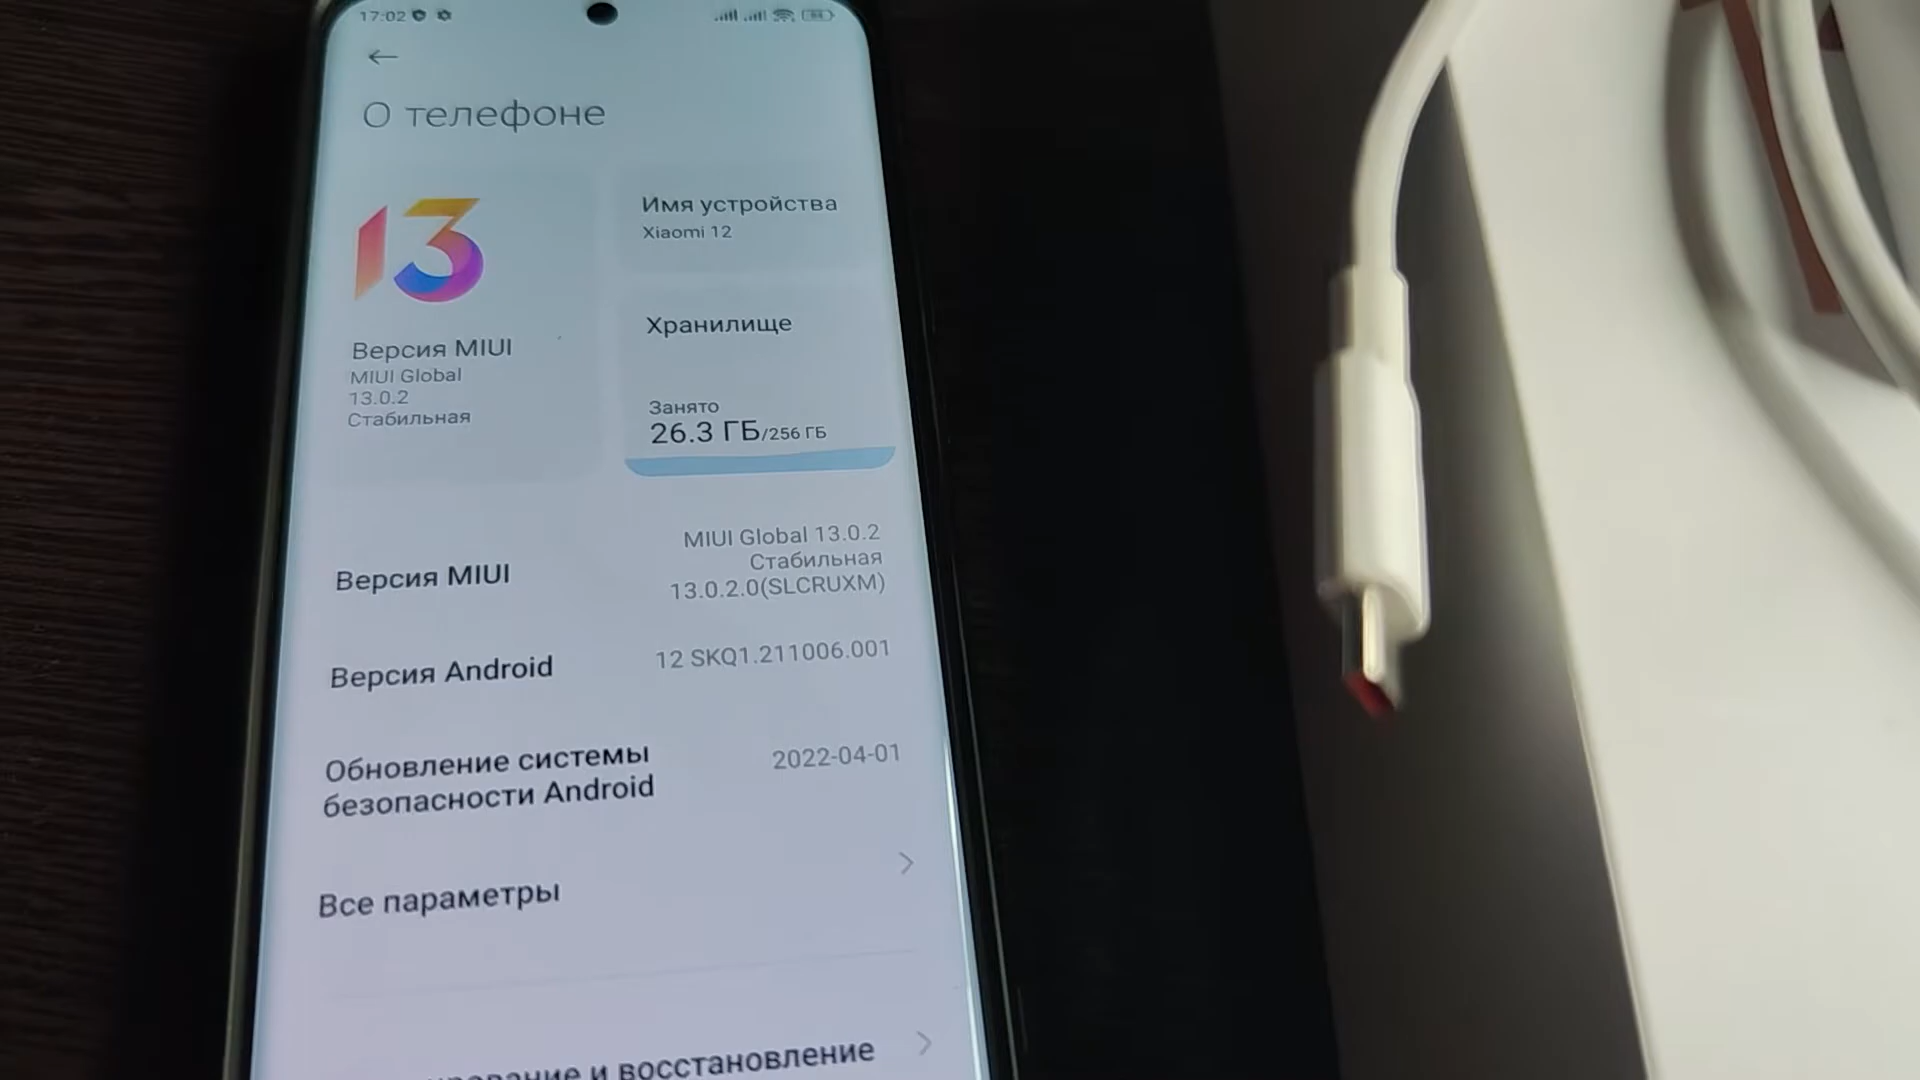 17:02
О телефоне
13
Имя устройства
Xiaomi 12
Хранилище
Занято
26.3 ГБ/256 ГБ
Версия MIUI
MIUI Global
13.0.2
Стабильная
Версия MIUI
MIUI Global 13.0.2
Стабильная
13.0.2.0(SLCRUXM)
Версия Android
12 SKQ1.211006.001
Обновление системы
безопасности Android
2022-04-01
Все параметры
и восстановление